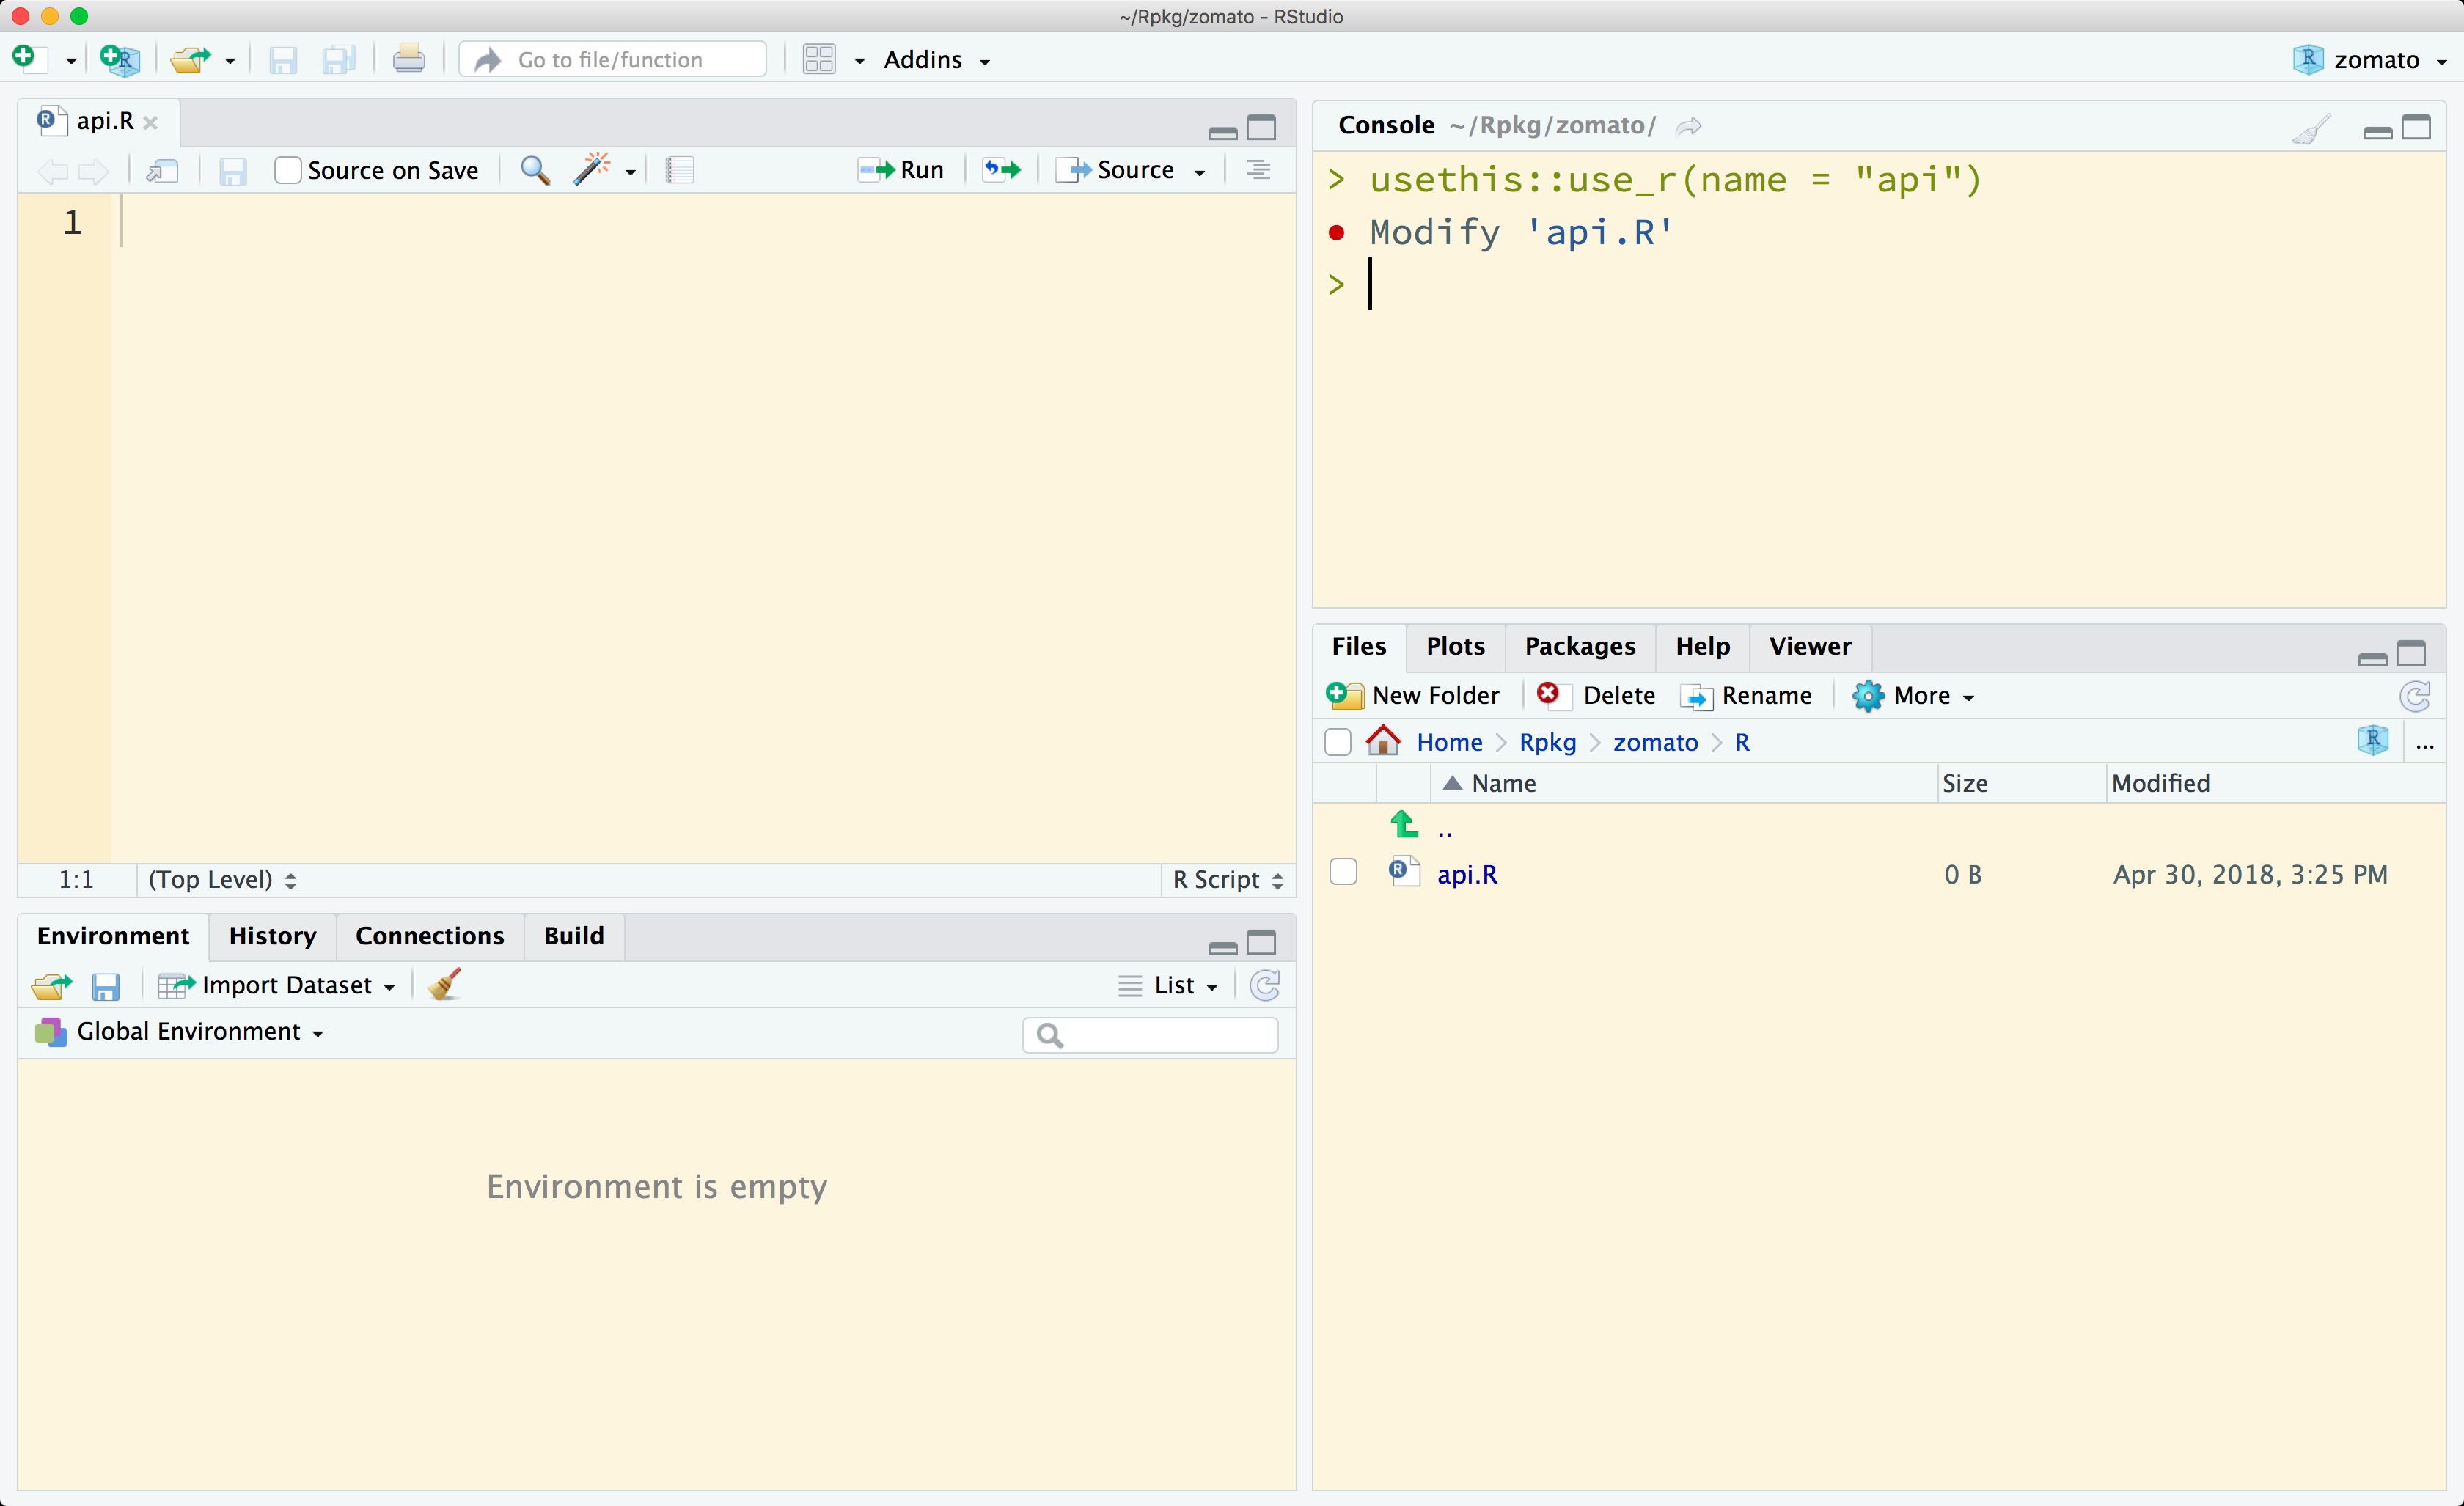 ~/Rpkg/zomato - RStudio
Go to file/function
Addins
zomato
api.R
Source on Save
Run
Source
1
1:1 (Top Level) R Script
Console ~/Rpkg/zomato/
> usethis::use_r(name = "api")
● Modify 'api.R'
>
Environment History Connections Build
Import Dataset
List
Global Environment
Environment is empty
Files Plots Packages Help Viewer
New Folder Delete Rename More
Home Rpkg zomato R ...
Name Size Modified
..
api.R 0 B Apr 30, 2018, 3:25 PM